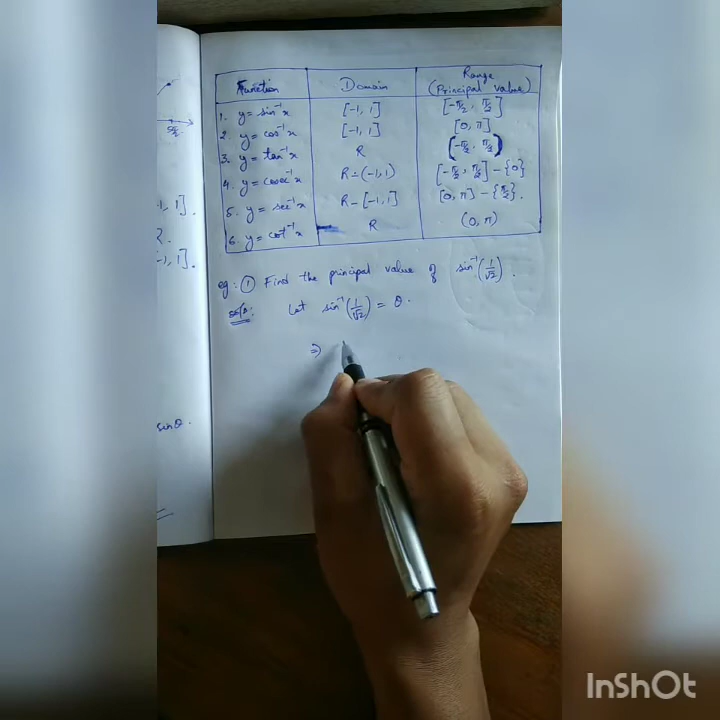 Function Domain Range (Principal value)
1. y = sin⁻¹x [-1, 1] [-π/2, π/2]
2. y = cos⁻¹x [-1, 1] [0, π]
3. y = tan⁻¹x R (-π/2, π/2)
4. y = cosec⁻¹x R - (-1, 1) [-π/2, π/2] - {0}
5. y = sec⁻¹x R - [-1, 1] [0, π] - {π/2}.
6. y = cot⁻¹x R (0, π)
eg: ① Find the principal value of sin⁻¹(1/√2).
Let sin⁻¹(1/√2) = θ.
⇒
, 1].
, 1].
sinθ.
InShOt